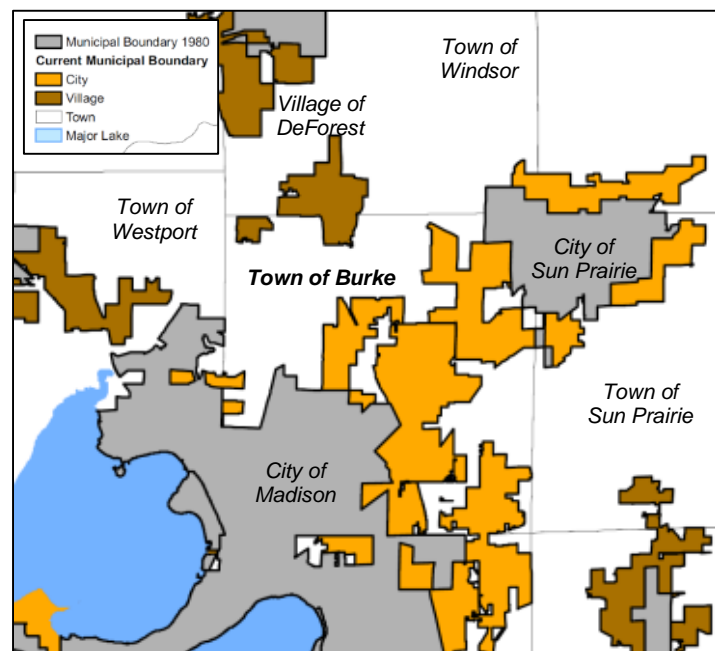 Municipal Boundary 1980
Current Municipal Boundary
City
Village
Town
Major Lake
Town of
Windsor
Village of
DeForest
Town of
Westport
City of
Sun Prairie
Town of Burke
Town of
Sun Prairie
City of
Madison